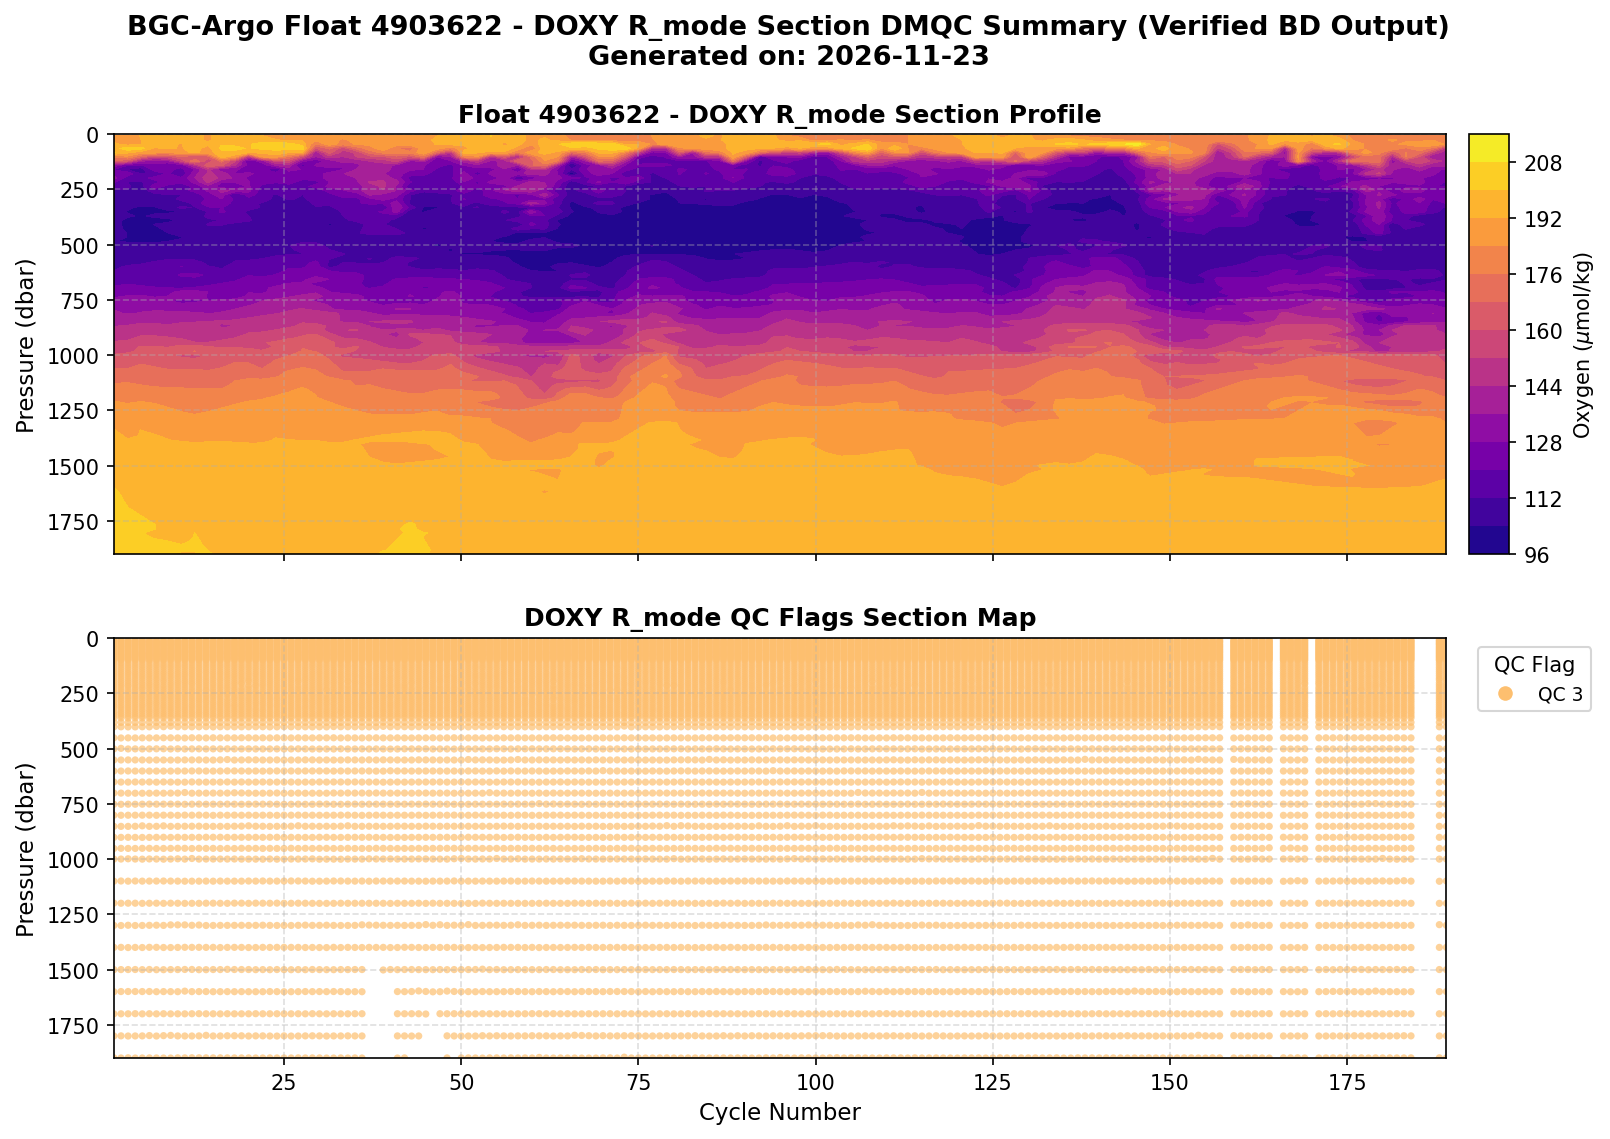 BGC-Argo Float 4903622 - DOXY R_mode Section DMQC Summary (Verified BD Output)
Generated on: 2026-11-23
Float 4903622 - DOXY R_mode Section Profile
0
250
500
750
1000
1250
1500
1750
Pressure (dbar)
208
192
176
160
144
128
112
96
Oxygen (μmol/kg)
DOXY R_mode QC Flags Section Map
0
250
500
750
1000
1250
1500
1750
Pressure (dbar)
25 50 75 100 125 150 175
Cycle Number
QC Flag
QC 3